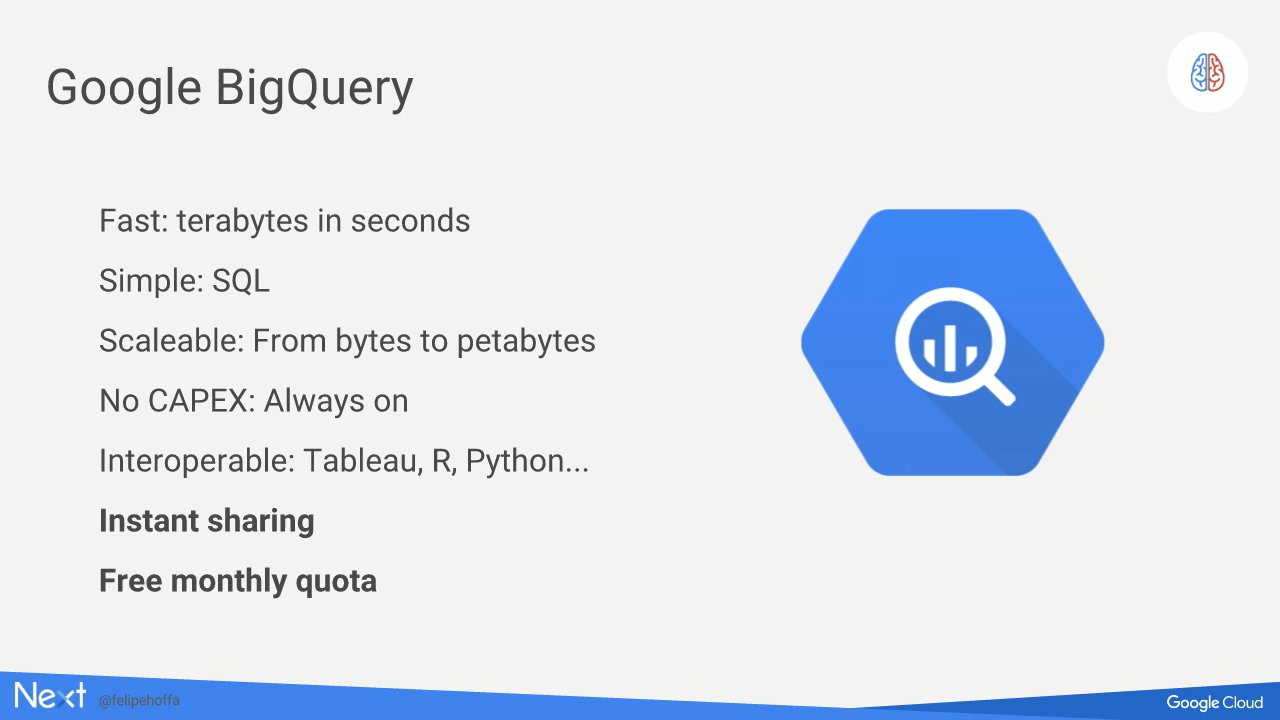 Google BigQuery
Fast: terabytes in seconds
Simple: SQL
Scaleable: From bytes to petabytes
No CAPEX: Always on
Interoperable: Tableau, R, Python...
Instant sharing
Free monthly quota
Next @felipehoffa
Google Cloud